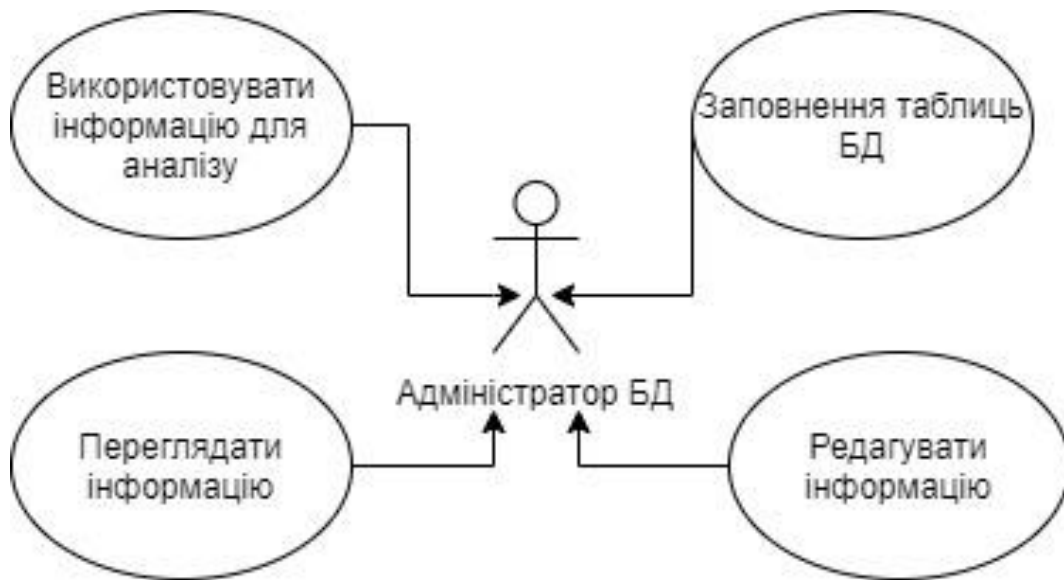 Використовувати
інформацію для
аналізу
Заповнення таблиць
БД
Адміністратор БД
Переглядати
інформацію
Редагувати
інформацію